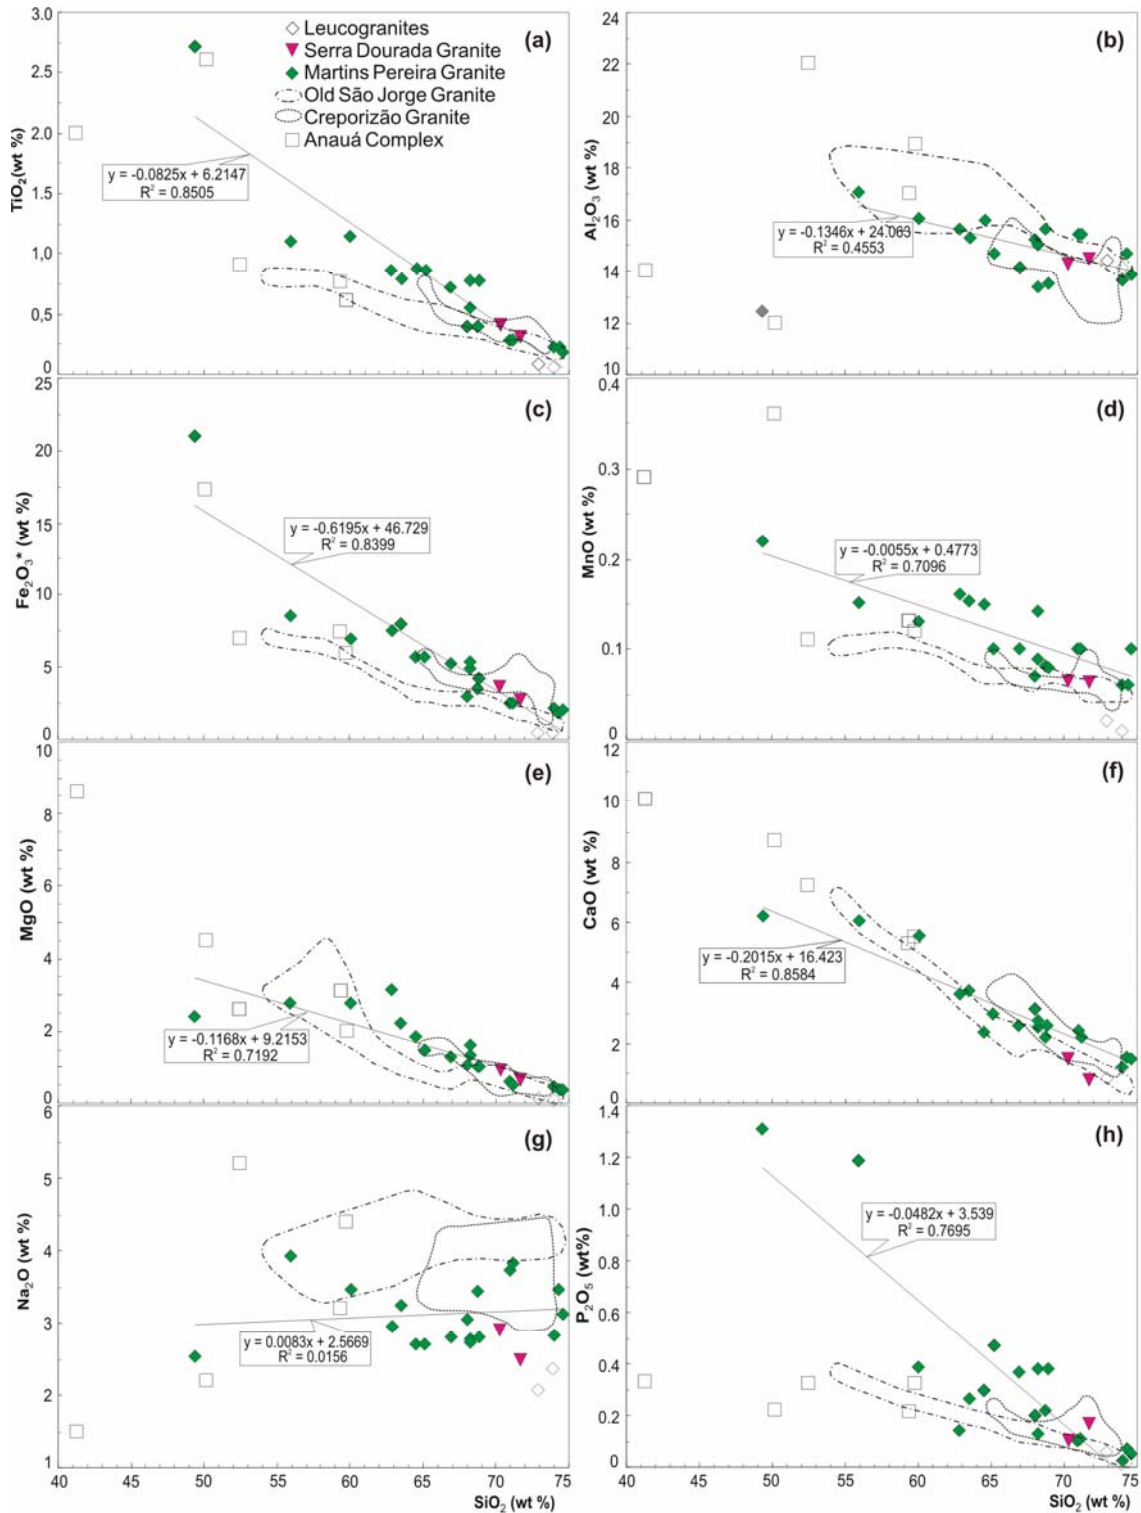 3.0
2.5
2.0
1.5
1.0
0,5
0
TiO2(wt %)
Leucogranites
Serra Dourada Granite
Martins Pereira Granite
Old São Jorge Granite
Creporizão Granite
Anauá Complex
(a)
y = -0.0825x + 6.2147
R2 = 0.8505
24
22
20
18
16
14
12
10
Al2O3 (wt %)
(b)
y = -0.1346x + 24.063
R2 = 0.4553
25
20
15
10
5
0
Fe2O3* (wt %)
(c)
y = -0.6195x + 46.729
R2 = 0.8399
0.4
0.3
0.2
0.1
0
MnO (wt %)
(d)
y = -0.0055x + 0.4773
R2 = 0.7096
10
8
6
4
2
0
MgO (wt %)
(e)
y = -0.1168x + 9.2153
R2 = 0.7192
12
10
8
6
4
2
0
CaO (wt %)
(f)
y = -0.2015x + 16.423
R2 = 0.8584
6
5
4
3
2
1
Na2O (wt %)
(g)
y = 0.0083x + 2.5669
R2 = 0.0156
40 45 50 55 60 65 70 75
SiO2 (wt %)
1.4
1.2
1.0
0.8
0.6
0.4
0.2
0
P2O5 (wt%)
(h)
y = -0.0482x + 3.539
R2 = 0.7695
40 45 50 55 60 65 70 75
SiO2 (wt %)